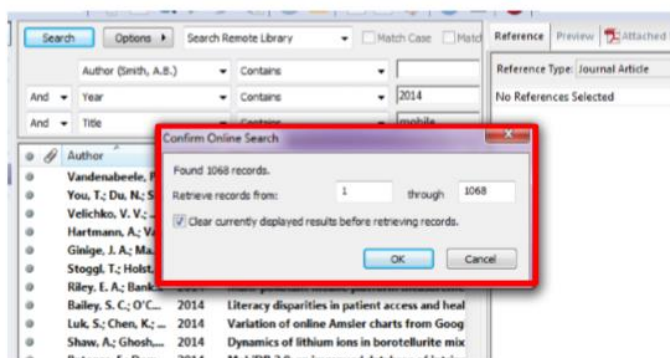 Search Options Search Remote Library Match Case Matd Reference Preview Attached
Author (Smith, A.B.) Contains Reference Type: Journal Article
And Year Contains 2014 No References Selected
And Title Contains mobile
Confirm Online Search
Author
Found 1068 records.
Vandenabeele,
You, T.; Du, N.; S
Retrieve records from: 1 through 1068
Velichko, V. V.;
Clear currently displayed results before retrieving records.
Hartmann, A.; Va
Ginige, J. A.; Ma
OK Cancel
Stoggl, T.; Holst,
Riley, E. A.; Bank
Bailey, S. C.; O'C... 2014 Literacy disparities in patient access and heal
Luk, S.; Chen, K.; ... 2014 Variation of online Amsler charts from Goog
Shaw, A.; Ghosh,... 2014 Dynamics of lithium ions in borotellurite mix